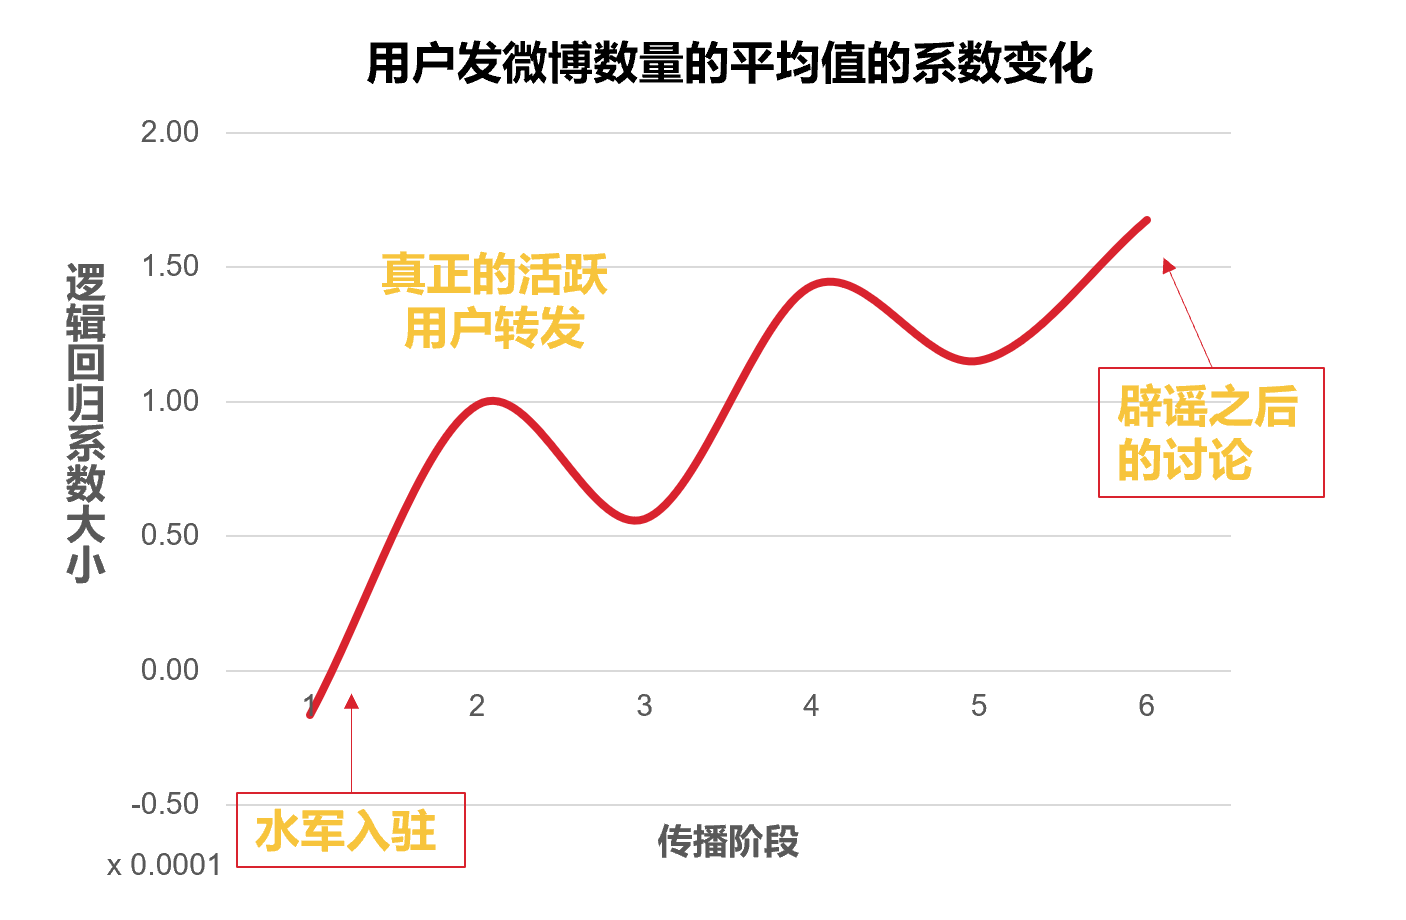 用户发微博数量的平均值的系数变化
2.00
1.50
1.00
0.50
0.00
-0.50
x 0.0001
逻辑回归系数大小
真正的活跃
用户转发
辟谣之后
的讨论
1 2 3 4 5 6
水军入驻
传播阶段